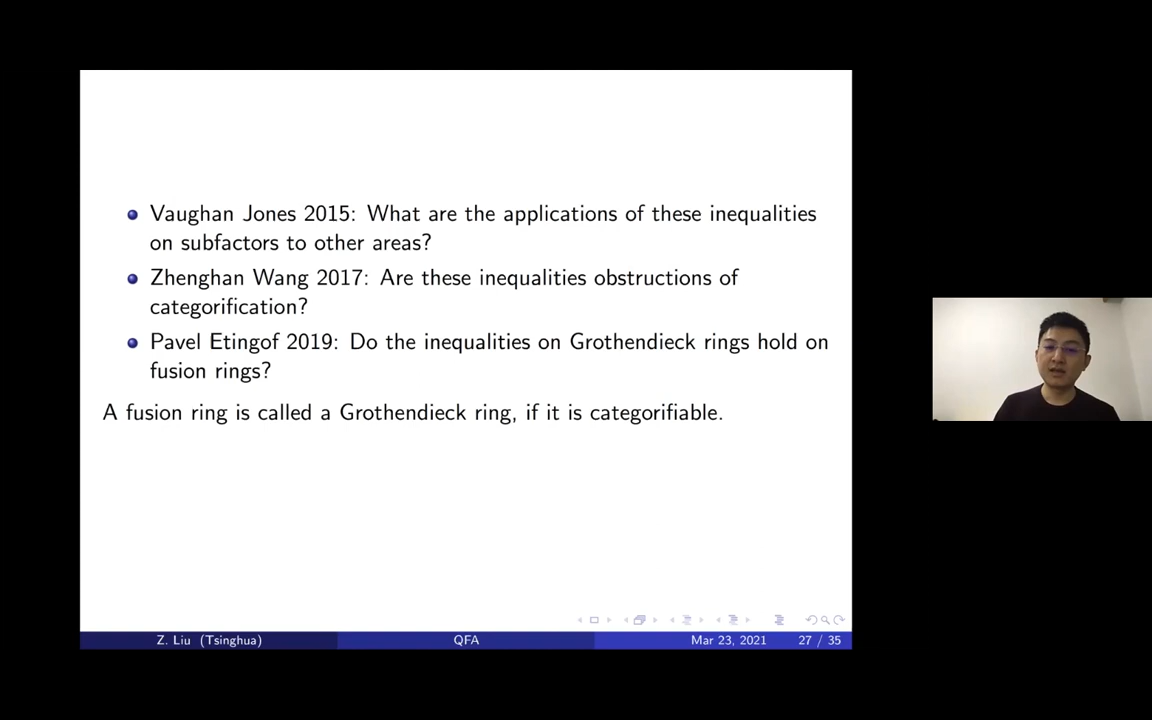 Vaughan Jones 2015: What are the applications of these inequalities
on subfactors to other areas?
Zhenghan Wang 2017: Are these inequalities obstructions of
categorification?
Pavel Etingof 2019: Do the inequalities on Grothendieck rings hold on
fusion rings?
A fusion ring is called a Grothendieck ring, if it is categorifiable.
Z. Liu (Tsinghua) QFA Mar 23, 2021 27 / 35